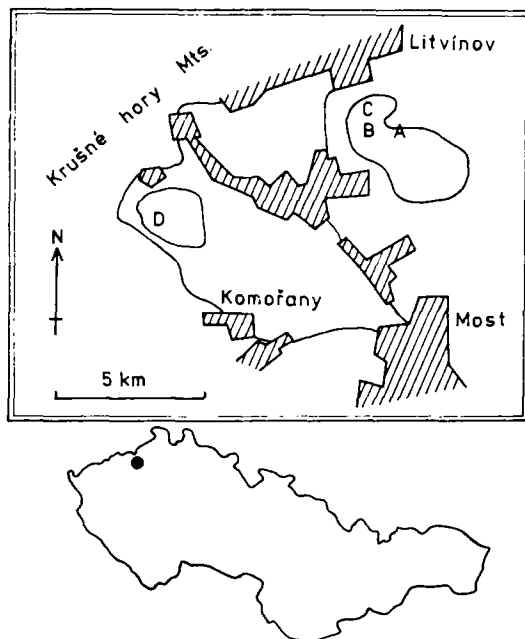 Litvínov
Krušné hory Mts.
C
B A
D
N
Komořany
Most
5 km